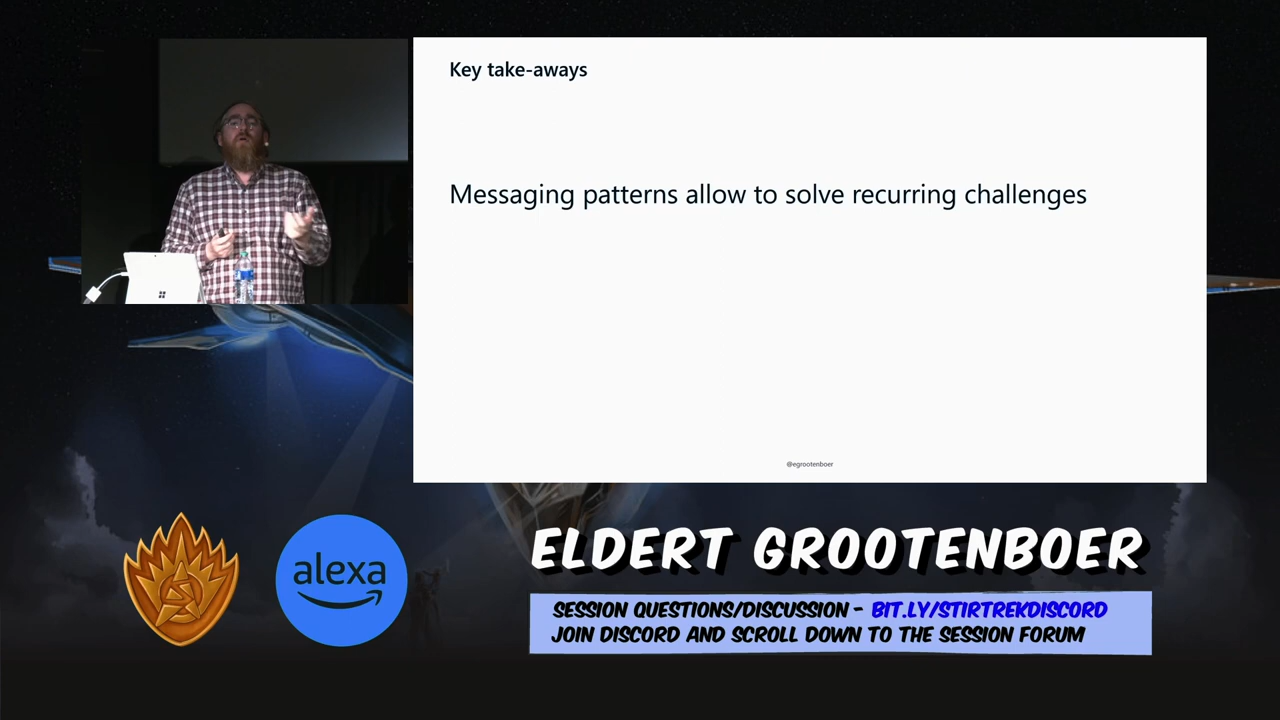 Key take-aways
Messaging patterns allow to solve recurring challenges
@egrootenboer
alexa
ELDERT GROOTENBOER
SESSION QUESTIONS/DISCUSSION - BIT.LY/STIRTREKDISCORD
JOIN DISCORD AND SCROLL DOWN TO THE SESSION FORUM